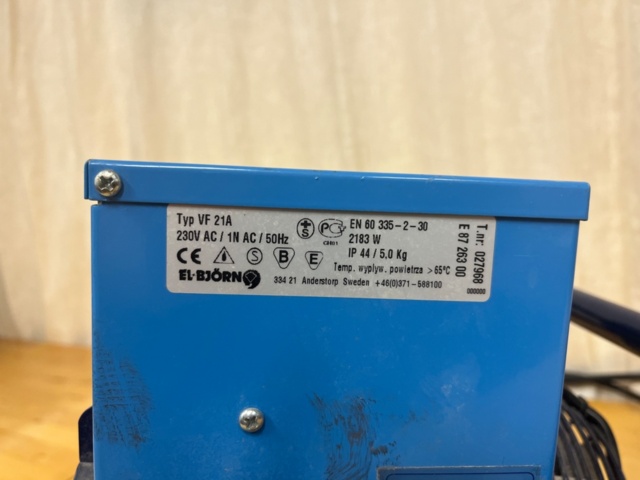 Typ VF 21A
230V AC / 1N AC / 50Hz
EN 60 335-2-30
2183 W
IP 44 / 5.0 Kg
CE S B E
Temp. wypływ. powietrza > 65°C
EL-BJÖRN
334 21 Anderstorp Sweden +46(0)371-588100
T.nr: 027968
E 87 263 00
000000